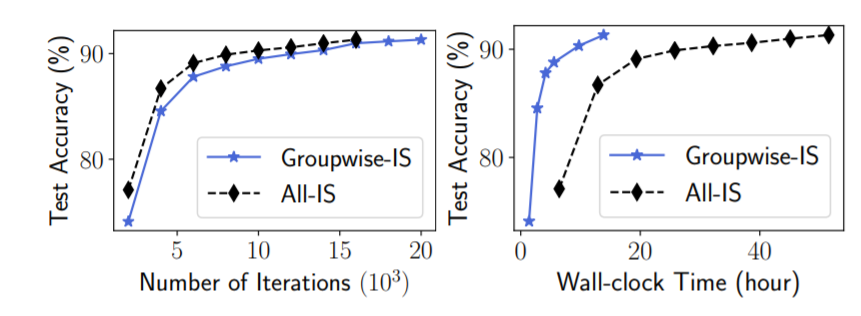 Test Accuracy (%)
90
80
Groupwise-IS
All-IS
5 10 15 20
Number of Iterations (10³)
Test Accuracy (%)
90
80
Groupwise-IS
All-IS
0 20 40
Wall-clock Time (hour)